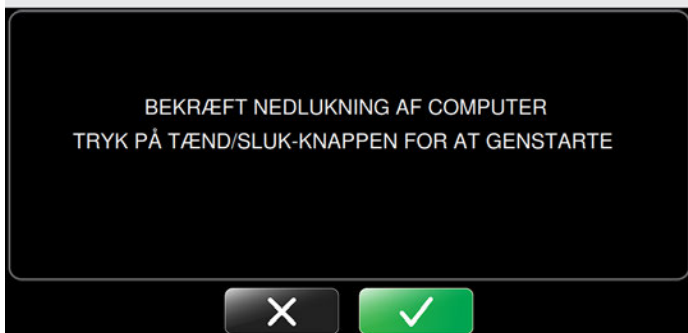 BEKRÆFT NEDLUKNING AF COMPUTER
TRYK PÅ TÆND/SLUK-KNAPPEN FOR AT GENSTARTE